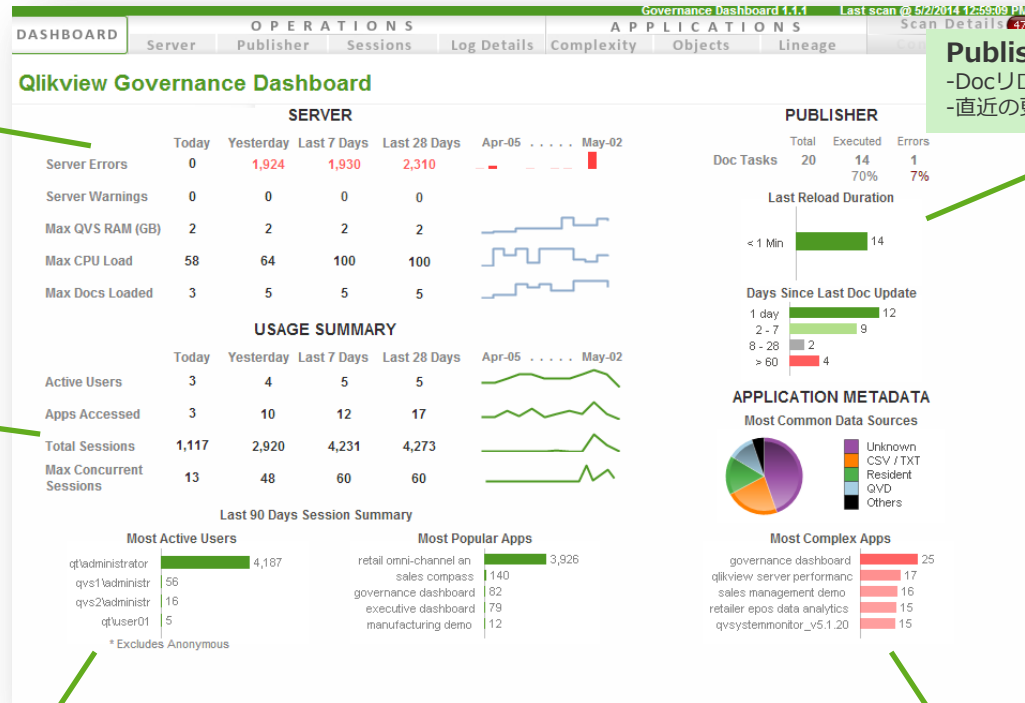 Governance Dashboard 1.1.1 Last scan @ 5/2/2014 12:59:09 PM
DASHBOARD
OPERATIONS
APPLICATIONS
Scan Details
Server Publisher Sessions Log Details Complexity Objects Lineage
Qlikview Governance Dashboard
SERVER
Today Yesterday Last 7 Days Last 28 Days Apr-05 . . . . . May-02
Server Errors 0 1,924 1,930 2,310
Server Warnings 0 0 0 0
Max QVS RAM (GB) 2 2 2 2
Max CPU Load 58 64 100 100
Max Docs Loaded 3 5 5 5
USAGE SUMMARY
Today Yesterday Last 7 Days Last 28 Days Apr-05 . . . . . May-02
Active Users 3 4 5 5
Apps Accessed 3 10 12 17
Total Sessions 1,117 2,920 4,231 4,273
Max Concurrent
Sessions 13 48 60 60
Last 90 Days Session Summary
Most Active Users
qt\administrator 4,187
qvs1\administr 56
qvs2\administr 16
qt\user01 5
* Excludes Anonymous
Most Popular Apps
retail omni-channel an 3,926
sales compass 140
governance dashboard 82
executive dashboard 79
manufacturing demo 12
Publis
-Docリロ
-直近の更
PUBLISHER
Total Executed Errors
Doc Tasks 20 14 1
70% 7%
Last Reload Duration
< 1 Min 14
Days Since Last Doc Update
1 day 12
2 - 7 9
8 - 28 2
> 60 4
APPLICATION METADATA
Most Common Data Sources
Unknown
CSV / TXT
Resident
QVD
Others
Most Complex Apps
governance dashboard 25
qlikview server performanc 17
sales management demo 16
retailer epos data analytics 15
qvsystemmonitor_v5.1.20 15